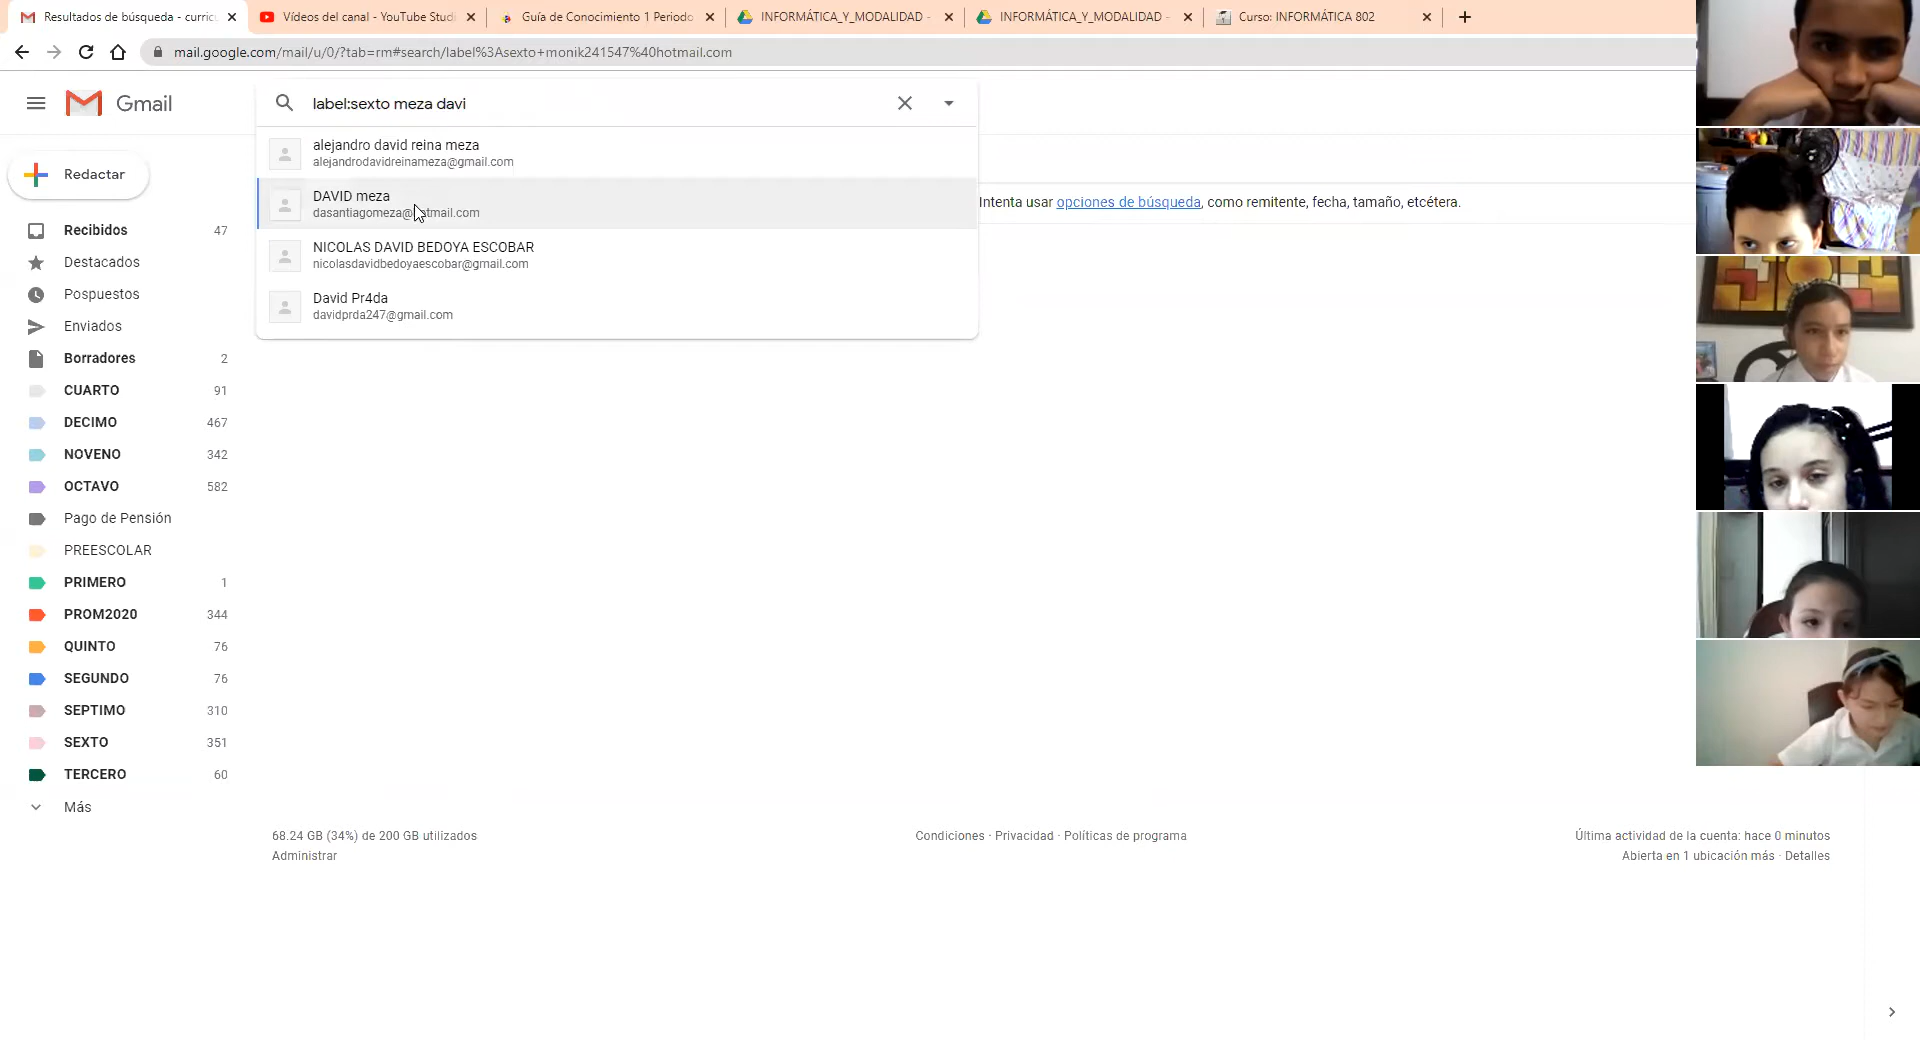 Resultados de búsqueda - curricu
Vídeos del canal - YouTube Studi
Guía de Conocimiento 1 Periodo
INFORMÁTICA_Y_MODALIDAD -
INFORMÁTICA_Y_MODALIDAD -
Curso: INFORMÁTICA 802
mail.google.com/mail/u/0/?tab=rm#search/label%3Asexto+monik241547%40hotmail.com
Gmail
label:sexto meza davi
alejandro david reina meza
alejandrodavidreinameza@gmail.com
DAVID meza
Intenta usar opciones de búsqueda, como remitente, fecha, tamaño, etcétera.
NICOLAS DAVID BEDOYA ESCOBAR
nicolasdavidbedoyaescobar@gmail.com
David Pr4da
davidprda247@gmail.com
Redactar
Recibidos 47
Destacados
Pospuestos
Enviados
Borradores 2
CUARTO 91
DECIMO 467
NOVENO 342
OCTAVO 582
Pago de Pensión
PREESCOLAR
PRIMERO 1
PROM2020 344
QUINTO 76
SEGUNDO 76
SEPTIMO 310
SEXTO 351
TERCERO 60
Más
68.24 GB (34%) de 200 GB utilizados
Administrar
Condiciones · Privacidad · Políticas de programa
Última actividad de la cuenta: hace 0 minutos
Abierta en 1 ubicación más · Detalles